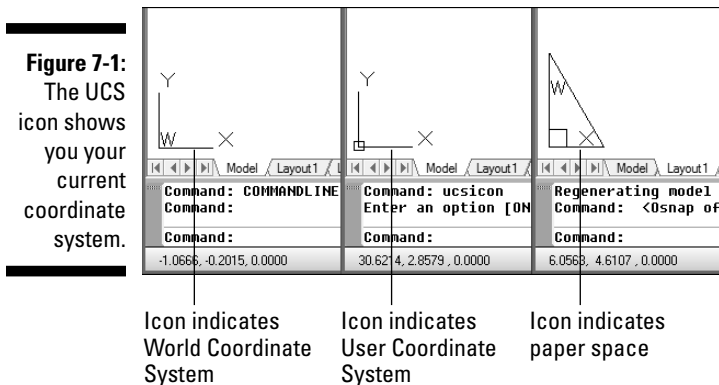 Figure 7-1:
The UCS
icon shows
you your
current
coordinate
system.
Y
W X
Model / Layout1 / L
Command: COMMANDLINE
Command:
Command:
-1.0666, -0.2015, 0.0000
Y
X
Model / Layout1 /
Command: ucsicon
Enter an option [ON
Command:
30.6214, 2.8579 , 0.0000
W
X
Model / Layout1
Regenerating model
Command: <Osnap of
Command:
6.0563, 4.6107 , 0.0000
Icon indicates
World Coordinate
System
Icon indicates
User Coordinate
System
Icon indicates
paper space